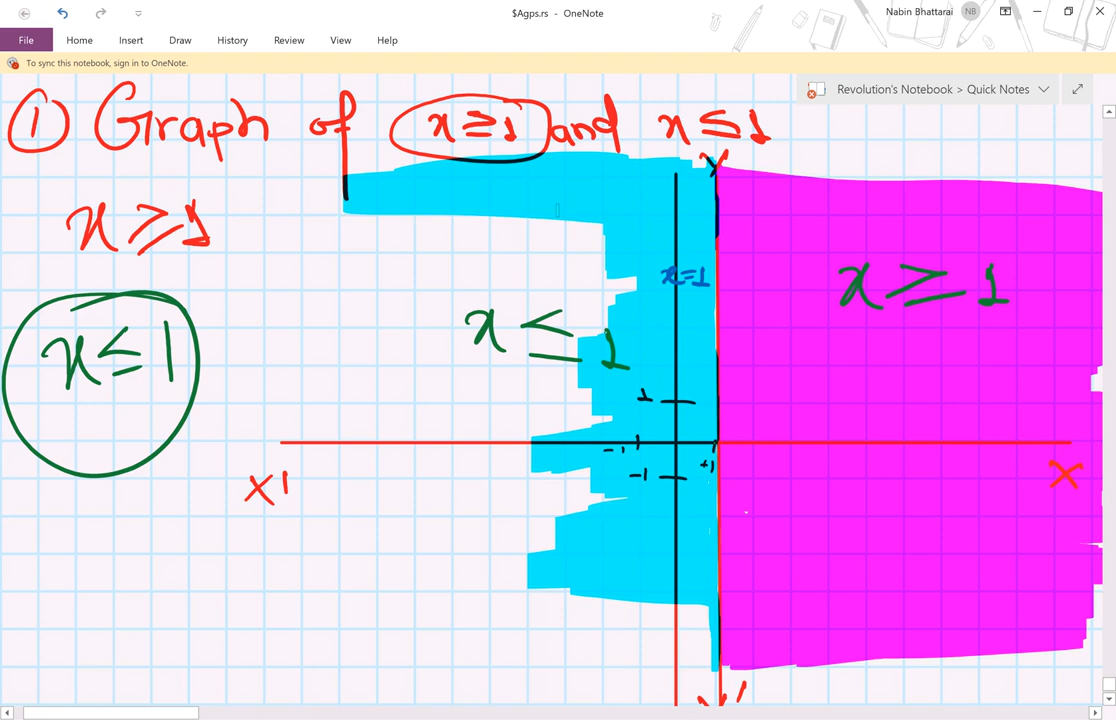 $Agps.rs - OneNote
Nabin Bhattarai NB
File Home Insert Draw History Review View Help
To sync this notebook, sign in to OneNote.
Revolution's Notebook > Quick Notes
① Graph of x ≥ 1 and x ≤ 1
Y
x ≥ 1
x=1
x ≥ 1
x ≤ 1
x ≤ 1
1
-1
+1
-1
X'
X
Y'